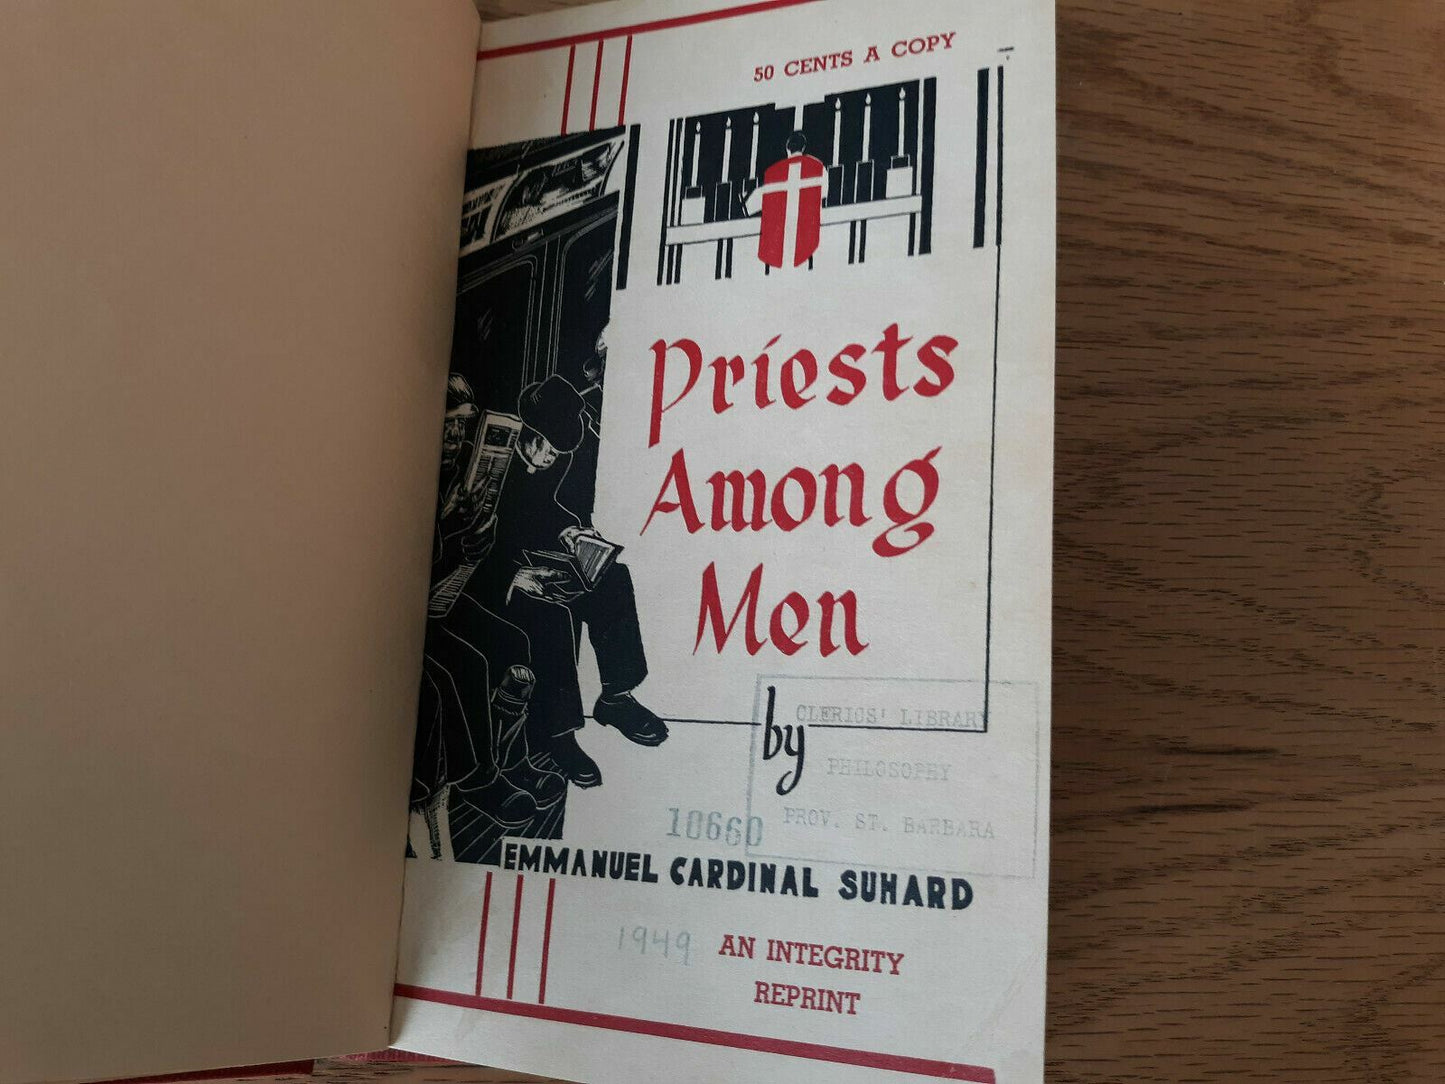 50 CENTS A COPY
Priests
Among
Men
by
CLERICS' LIBRARY
PHILOSOPHY
PROV. ST. BARBARA
10660
EMMANUEL CARDINAL SUHARD
1949
AN INTEGRITY
REPRINT